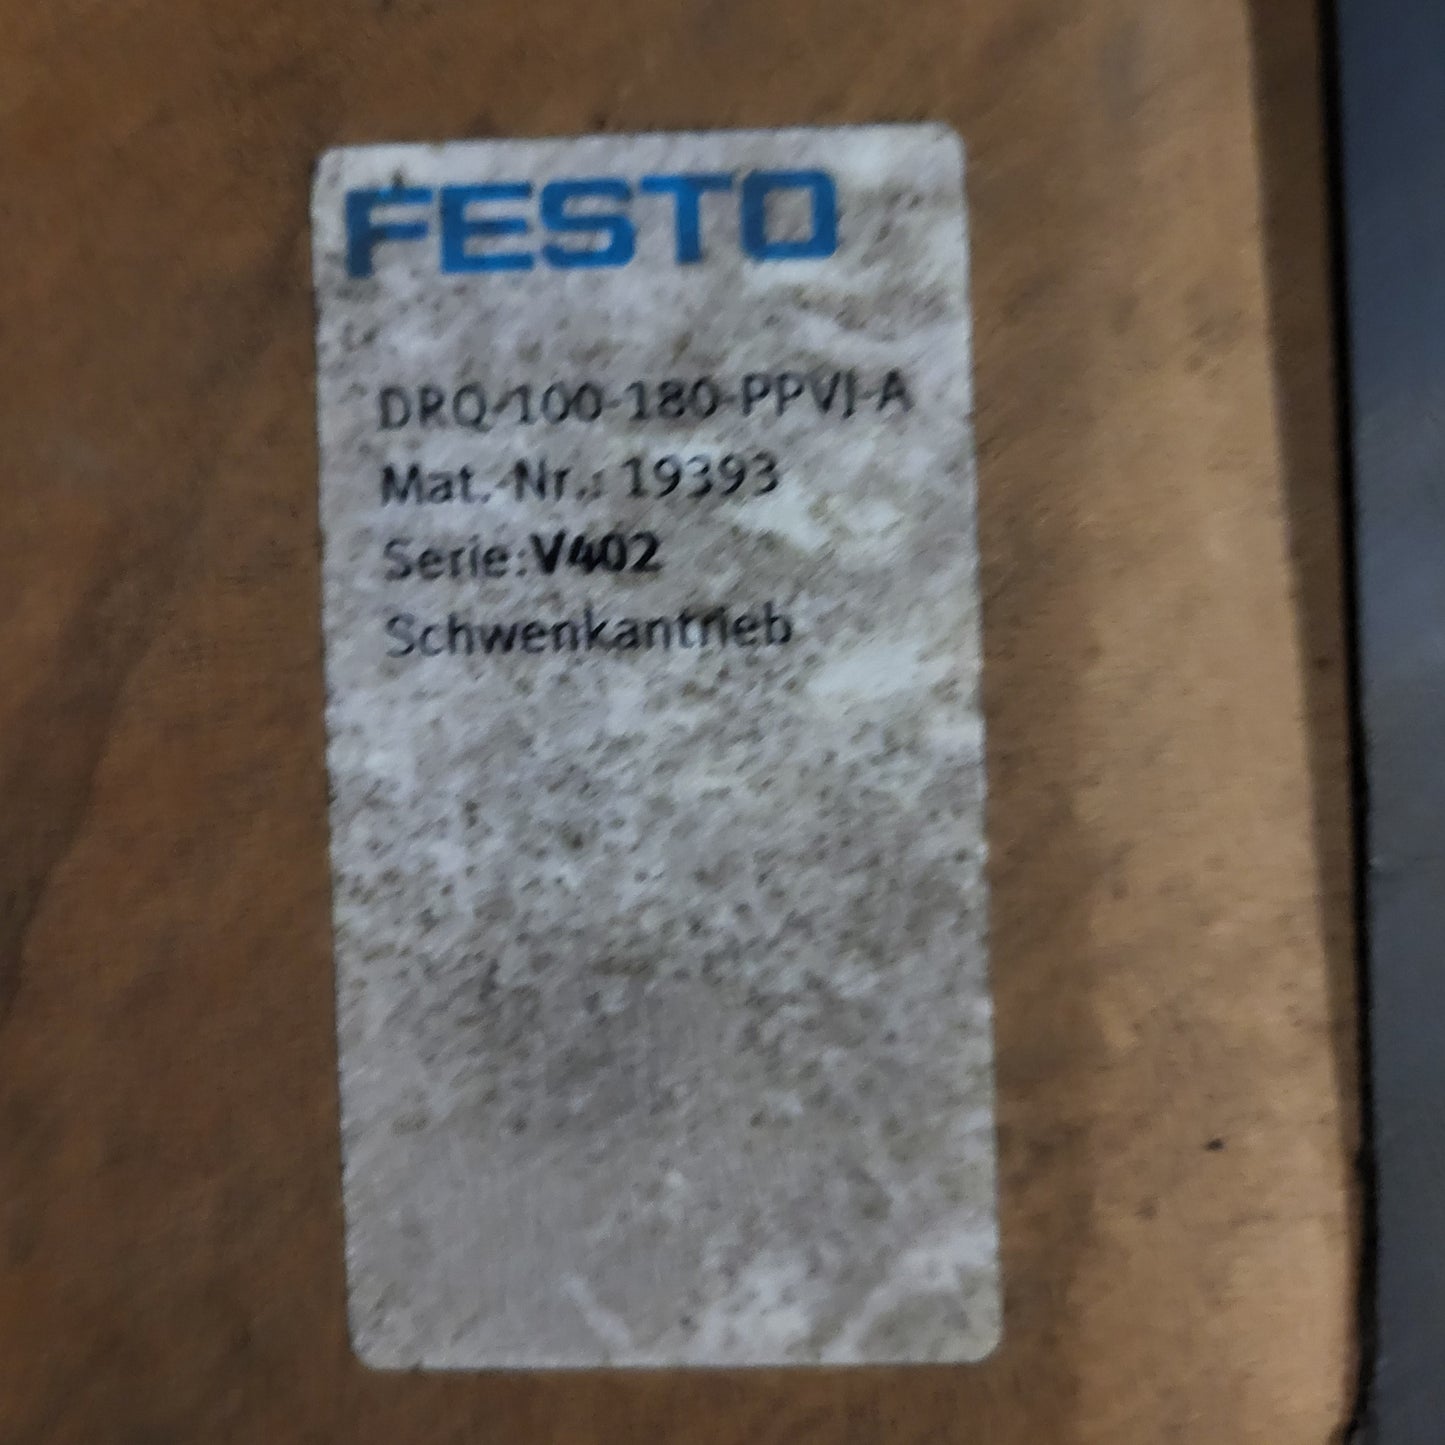 FESTO
DRQ-100-180-PPVJ-A
Mat.-Nr.: 19393
Serie:V402
Schwenkantrieb